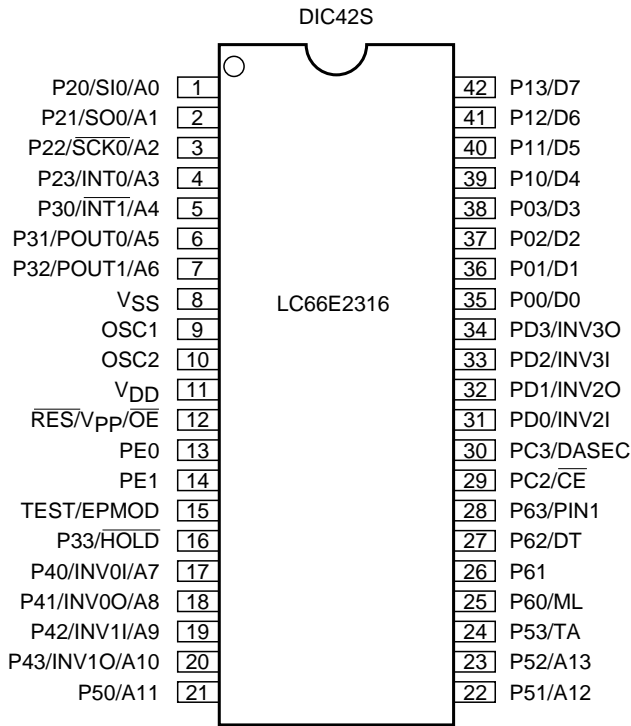 DIC42S
P20/SI0/A0 1 42 P13/D7
P21/SO0/A1 2 41 P12/D6
P22/S̅C̅K̅0̅/A2 3 40 P11/D5
P23/INT0/A3 4 39 P10/D4
P30/I̅N̅T̅1̅/A4 5 38 P03/D3
P31/POUT0/A5 6 37 P02/D2
P32/POUT1/A6 7 36 P01/D1
VSS 8 LC66E2316 35 P00/D0
OSC1 9 34 PD3/INV3O
OSC2 10 33 PD2/INV3I
VDD 11 32 PD1/INV2O
R̅E̅S̅/VPP/O̅E̅ 12 31 PD0/INV2I
PE0 13 30 PC3/DASEC
PE1 14 29 PC2/C̅E̅
TEST/EPMOD 15 28 P63/PIN1
P33/H̅O̅L̅D̅ 16 27 P62/DT
P40/INV0I/A7 17 26 P61
P41/INV0O/A8 18 25 P60/ML
P42/INV1I/A9 19 24 P53/TA
P43/INV1O/A10 20 23 P52/A13
P50/A11 21 22 P51/A12